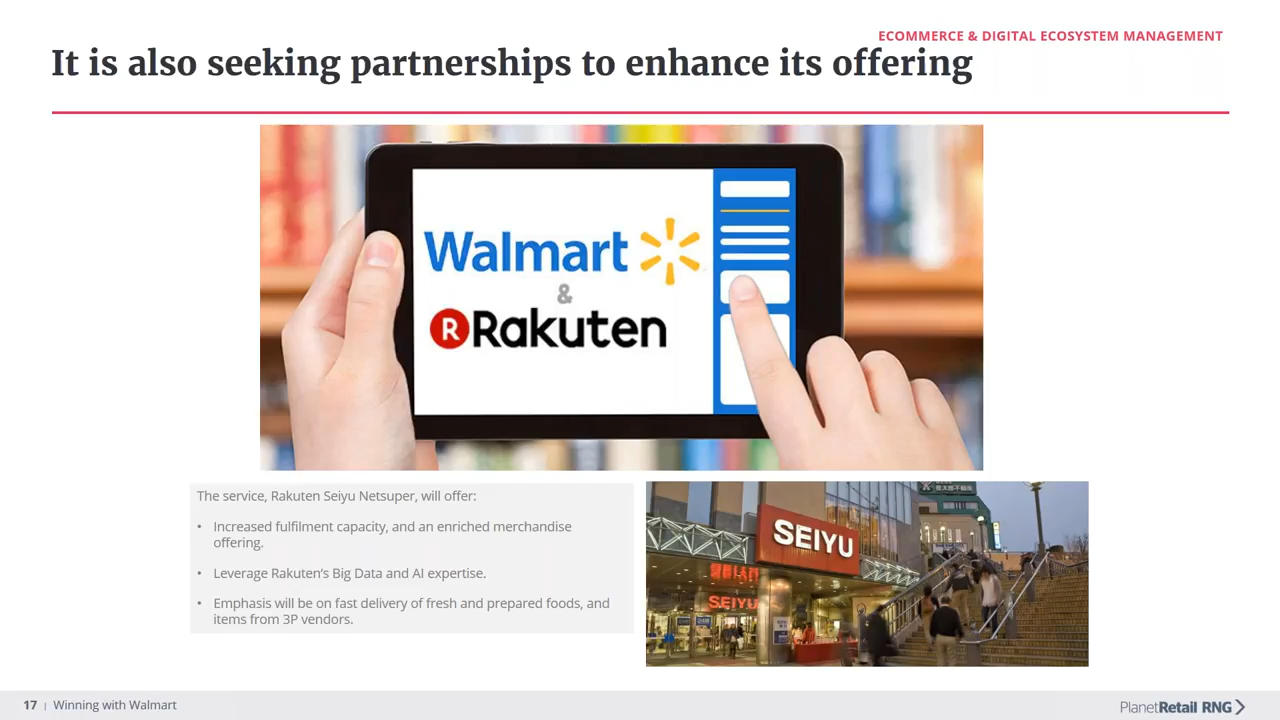 ECOMMERCE & DIGITAL ECOSYSTEM MANAGEMENT
It is also seeking partnerships to enhance its offering
Walmart
&
R Rakuten
The service, Rakuten Seiyu Netsuper, will offer:
• Increased fulfilment capacity, and an enriched merchandise
offering.
• Leverage Rakuten's Big Data and AI expertise.
• Emphasis will be on fast delivery of fresh and prepared foods, and
items from 3P vendors.
SEIYU
SEIYU
17 | Winning with Walmart
PlanetRetail RNG